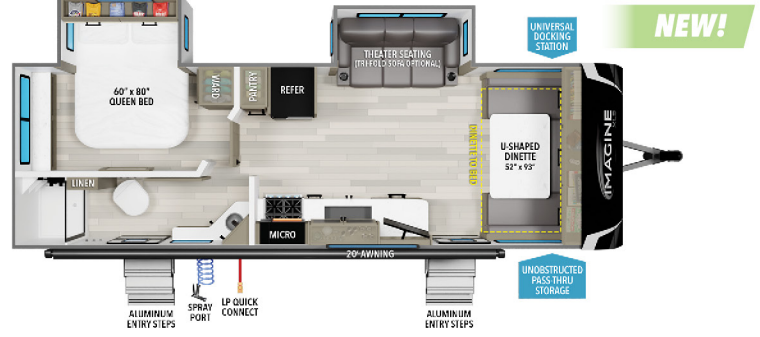 NEW!
UNIVERSAL
DOCKING
STATION
THEATER SEATING
(TRI-FOLD SOFA OPTIONAL)
60" x 80"
QUEEN BED
WARD
PANTRY
REFER
U-SHAPED
DINETTE
52" x 93"
IMAGINE
LINEN
MICRO
20' AWNING
UNOBSTRUCTED
PASS THRU
STORAGE
ALUMINUM
ENTRY STEPS
SPRAY
PORT
LP QUICK
CONNECT
ALUMINUM
ENTRY STEPS